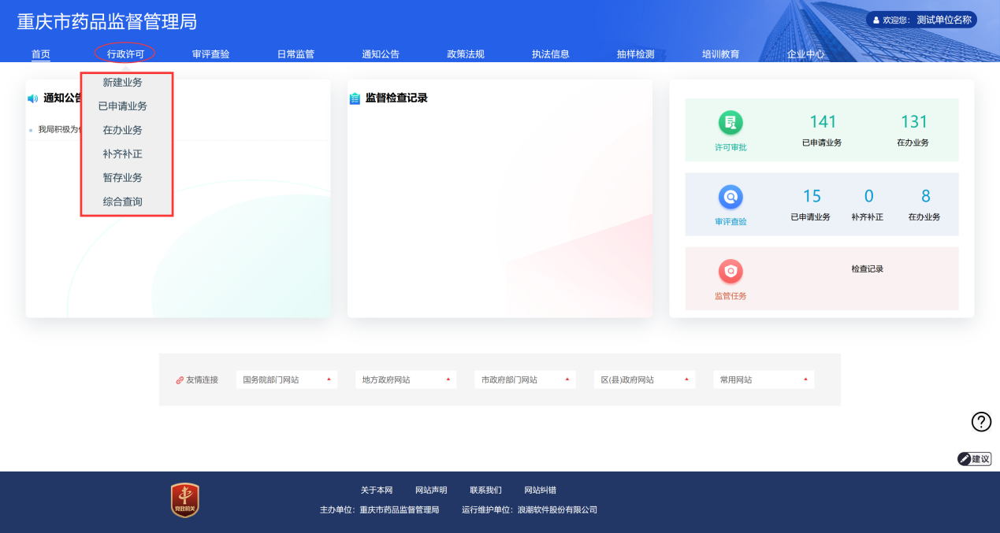 重庆市药品监督管理局
欢迎您： 测试单位名称
首页 行政许可 审评查验 日常监管 通知公告 政策法规 执法信息 抽样检测 培训教育 企业中心
新建业务
已申请业务
在办业务
补齐补正
暂存业务
综合查询
通知公告
我局积极为
监督检查记录
141 131
许可审批 已申请业务 在办业务
15 0 8
审评查验 已申请业务 补齐补正 在办业务
检查记录
监管任务
友情连接 国务院部门网站 地方政府网站 市政府部门网站 区(县)政府网站 常用网站
?
建议
关于本网 网站声明 联系我们 网站纠错
主办单位：重庆市药品监督管理局 运行维护单位：浪潮软件股份有限公司
党政机关